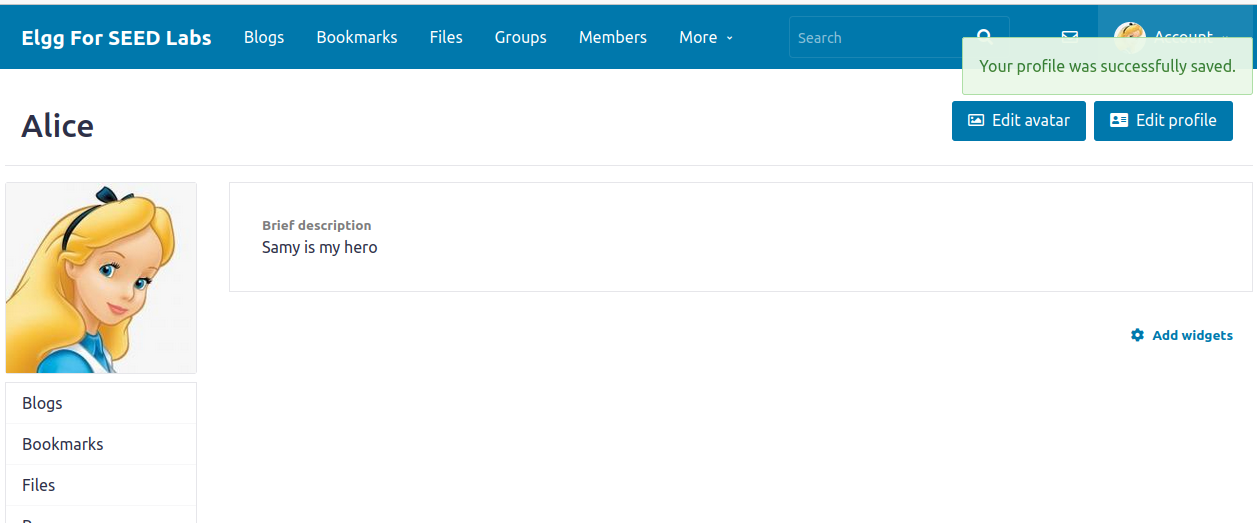 Elgg For SEED Labs Blogs Bookmarks Files Groups Members More Search Account
Your profile was successfully saved.
Alice
Edit avatar Edit profile
Brief description
Samy is my hero
Add widgets
Blogs
Bookmarks
Files